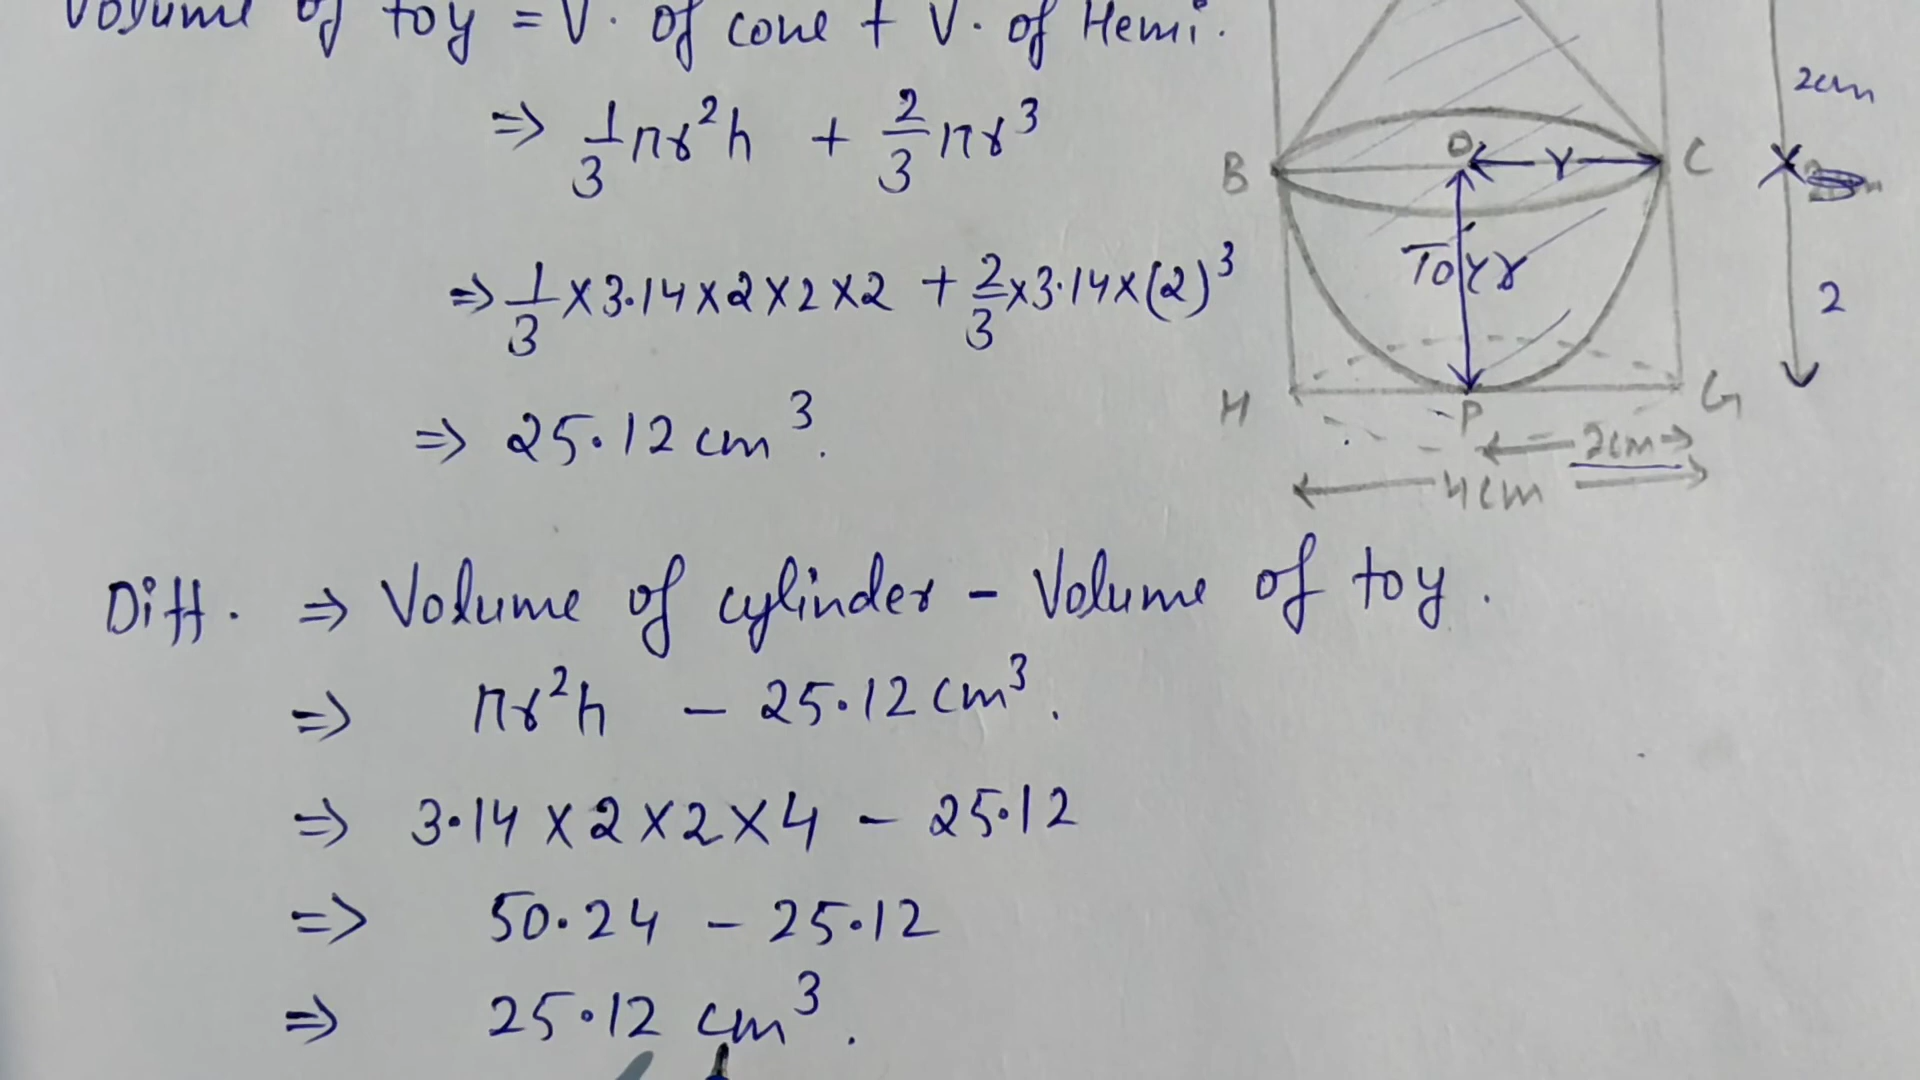 Volume of toy = V. of cone + V. of Hemi.
⇒ 1/3 πr²h + 2/3 πr³
⇒ 1/3 × 3.14 × 2 × 2 × 2 + 2/3 × 3.14 × (2)³
⇒ 25.12 cm³.
2cm
B O r C
Toy r
2
H P G
2cm
4cm
Diff. ⇒ Volume of cylinder - Volume of toy.
⇒ πr²h - 25.12 cm³.
⇒ 3.14 × 2 × 2 × 4 - 25.12
⇒ 50.24 - 25.12
⇒ 25.12 cm³.